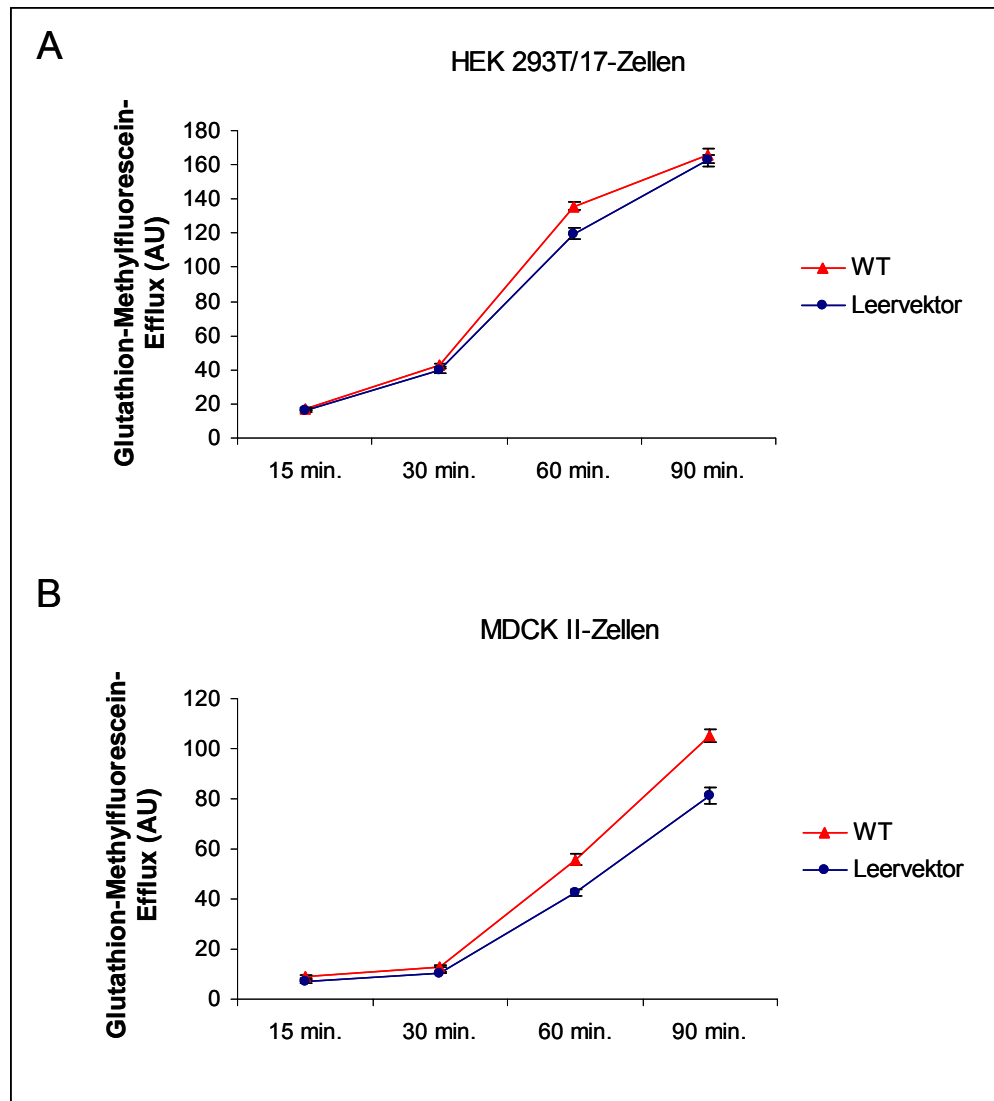 A
HEK 293T/17-Zellen
Glutathion-Methylfluorescein-
Efflux (AU)
180
160
140
120
100
80
60
40
20
0
15 min.
30 min.
60 min.
90 min.
WT
Leervektor
B
MDCK II-Zellen
Glutathion-Methylfluorescein-
Efflux (AU)
120
100
80
60
40
20
0
15 min.
30 min.
60 min.
90 min.
WT
Leervektor